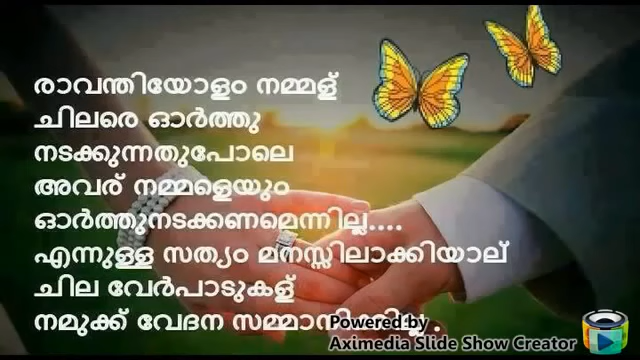 രാവന്തിയോളം നമ്മള്
ചിലരെ ഓർത്തു
നടക്കുന്നതുപോലെ
അവര് നമ്മളെയും
ഓർത്തുനടക്കണമെന്നില്ല....
എന്നുള്ള സത്യം മനസ്സിലാക്കിയാല്
ചില വേർപാടുകള്
നമുക്ക് വേദന
Powered by
Aximedia Slide Show Creator